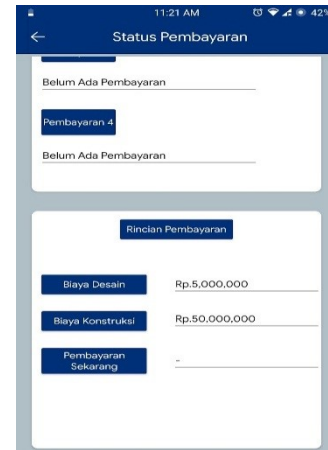 11:21 AM
42%
Status Pembayaran
Belum Ada Pembayaran
Pembayaran 4
Belum Ada Pembayaran
Rincian Pembayaran
Biaya Desain
Rp.5,000,000
Biaya Konstruksi
Rp.50,000,000
Pembayaran
Sekarang
-